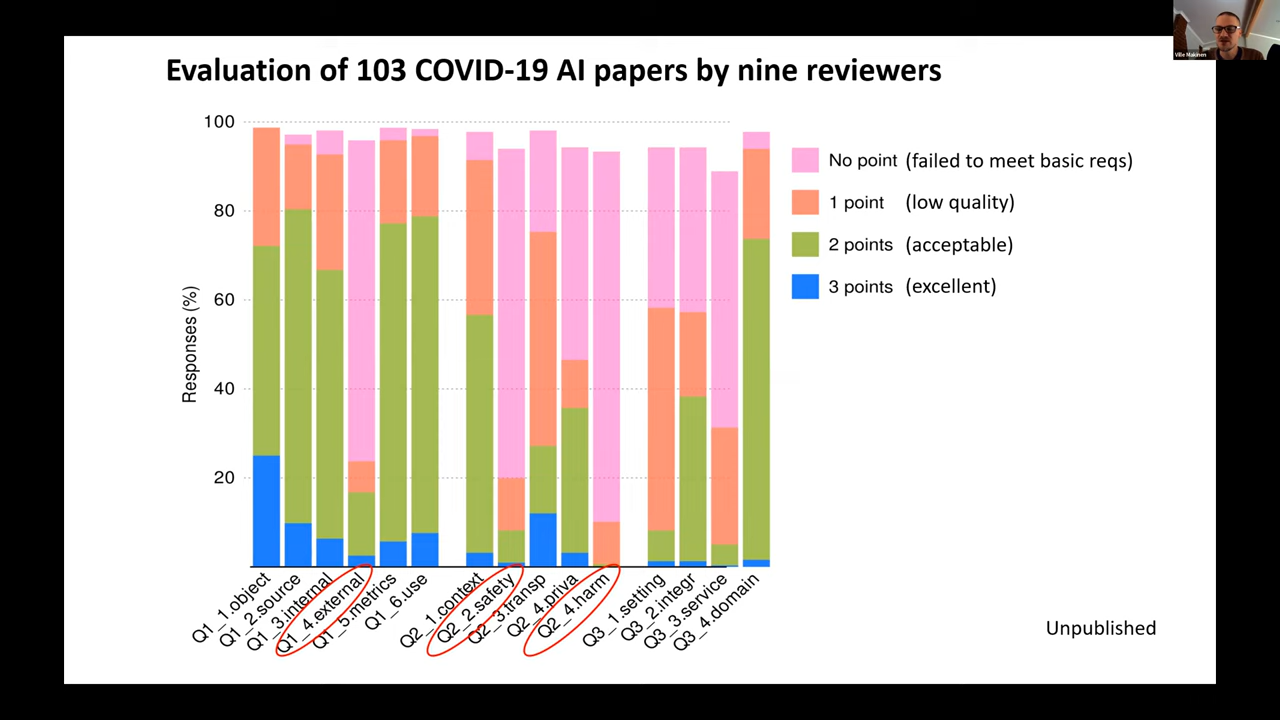 Evaluation of 103 COVID-19 AI papers by nine reviewers
Ville Makinen
100
80
60
40
20
Responses (%)
No point (failed to meet basic reqs)
1 point (low quality)
2 points (acceptable)
3 points (excellent)
Q1_1.object
Q1_2.source
Q1_3.internal
Q1_4.external
Q1_5.metrics
Q1_6.use
Q2_1.context
Q2_2.safety
Q2_3.transp
Q2_4.priva
Q2_4.harm
Q3_1.setting
Q3_2.integr
Q3_3.service
Q3_4.domain
Unpublished